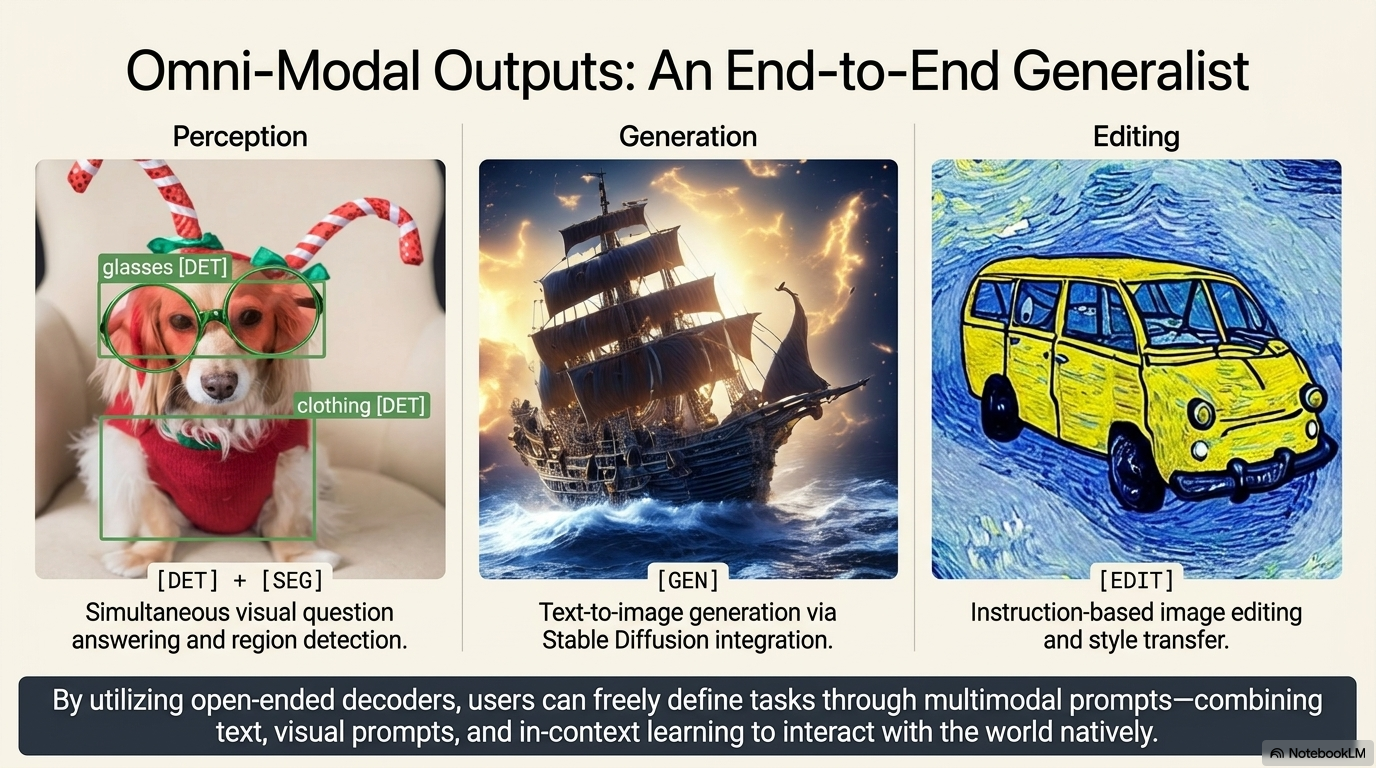 Omni-Modal Outputs: An End-to-End Generalist
Perception
glasses [DET]
clothing [DET]
[DET] + [SEG]
Simultaneous visual question
answering and region detection.
Generation
[GEN]
Text-to-image generation via
Stable Diffusion integration.
Editing
[EDIT]
Instruction-based image editing
and style transfer.
By utilizing open-ended decoders, users can freely define tasks through multimodal prompts—combining
text, visual prompts, and in-context learning to interact with the world natively.
NotebookLM